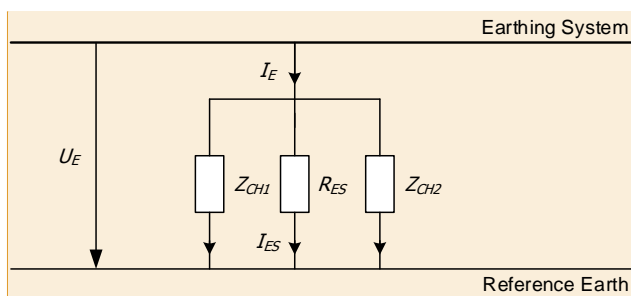 Earthing System
I_E
U_E
Z_CH1
R_ES
Z_CH2
I_ES
Reference Earth